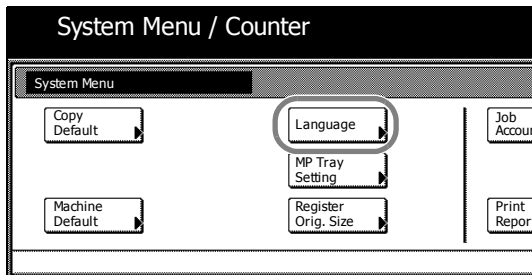 System Menu / Counter
System Menu
Copy
Default
Language
Job
MP Tray
Setting
Machine
Default
Register
Orig. Size
Print